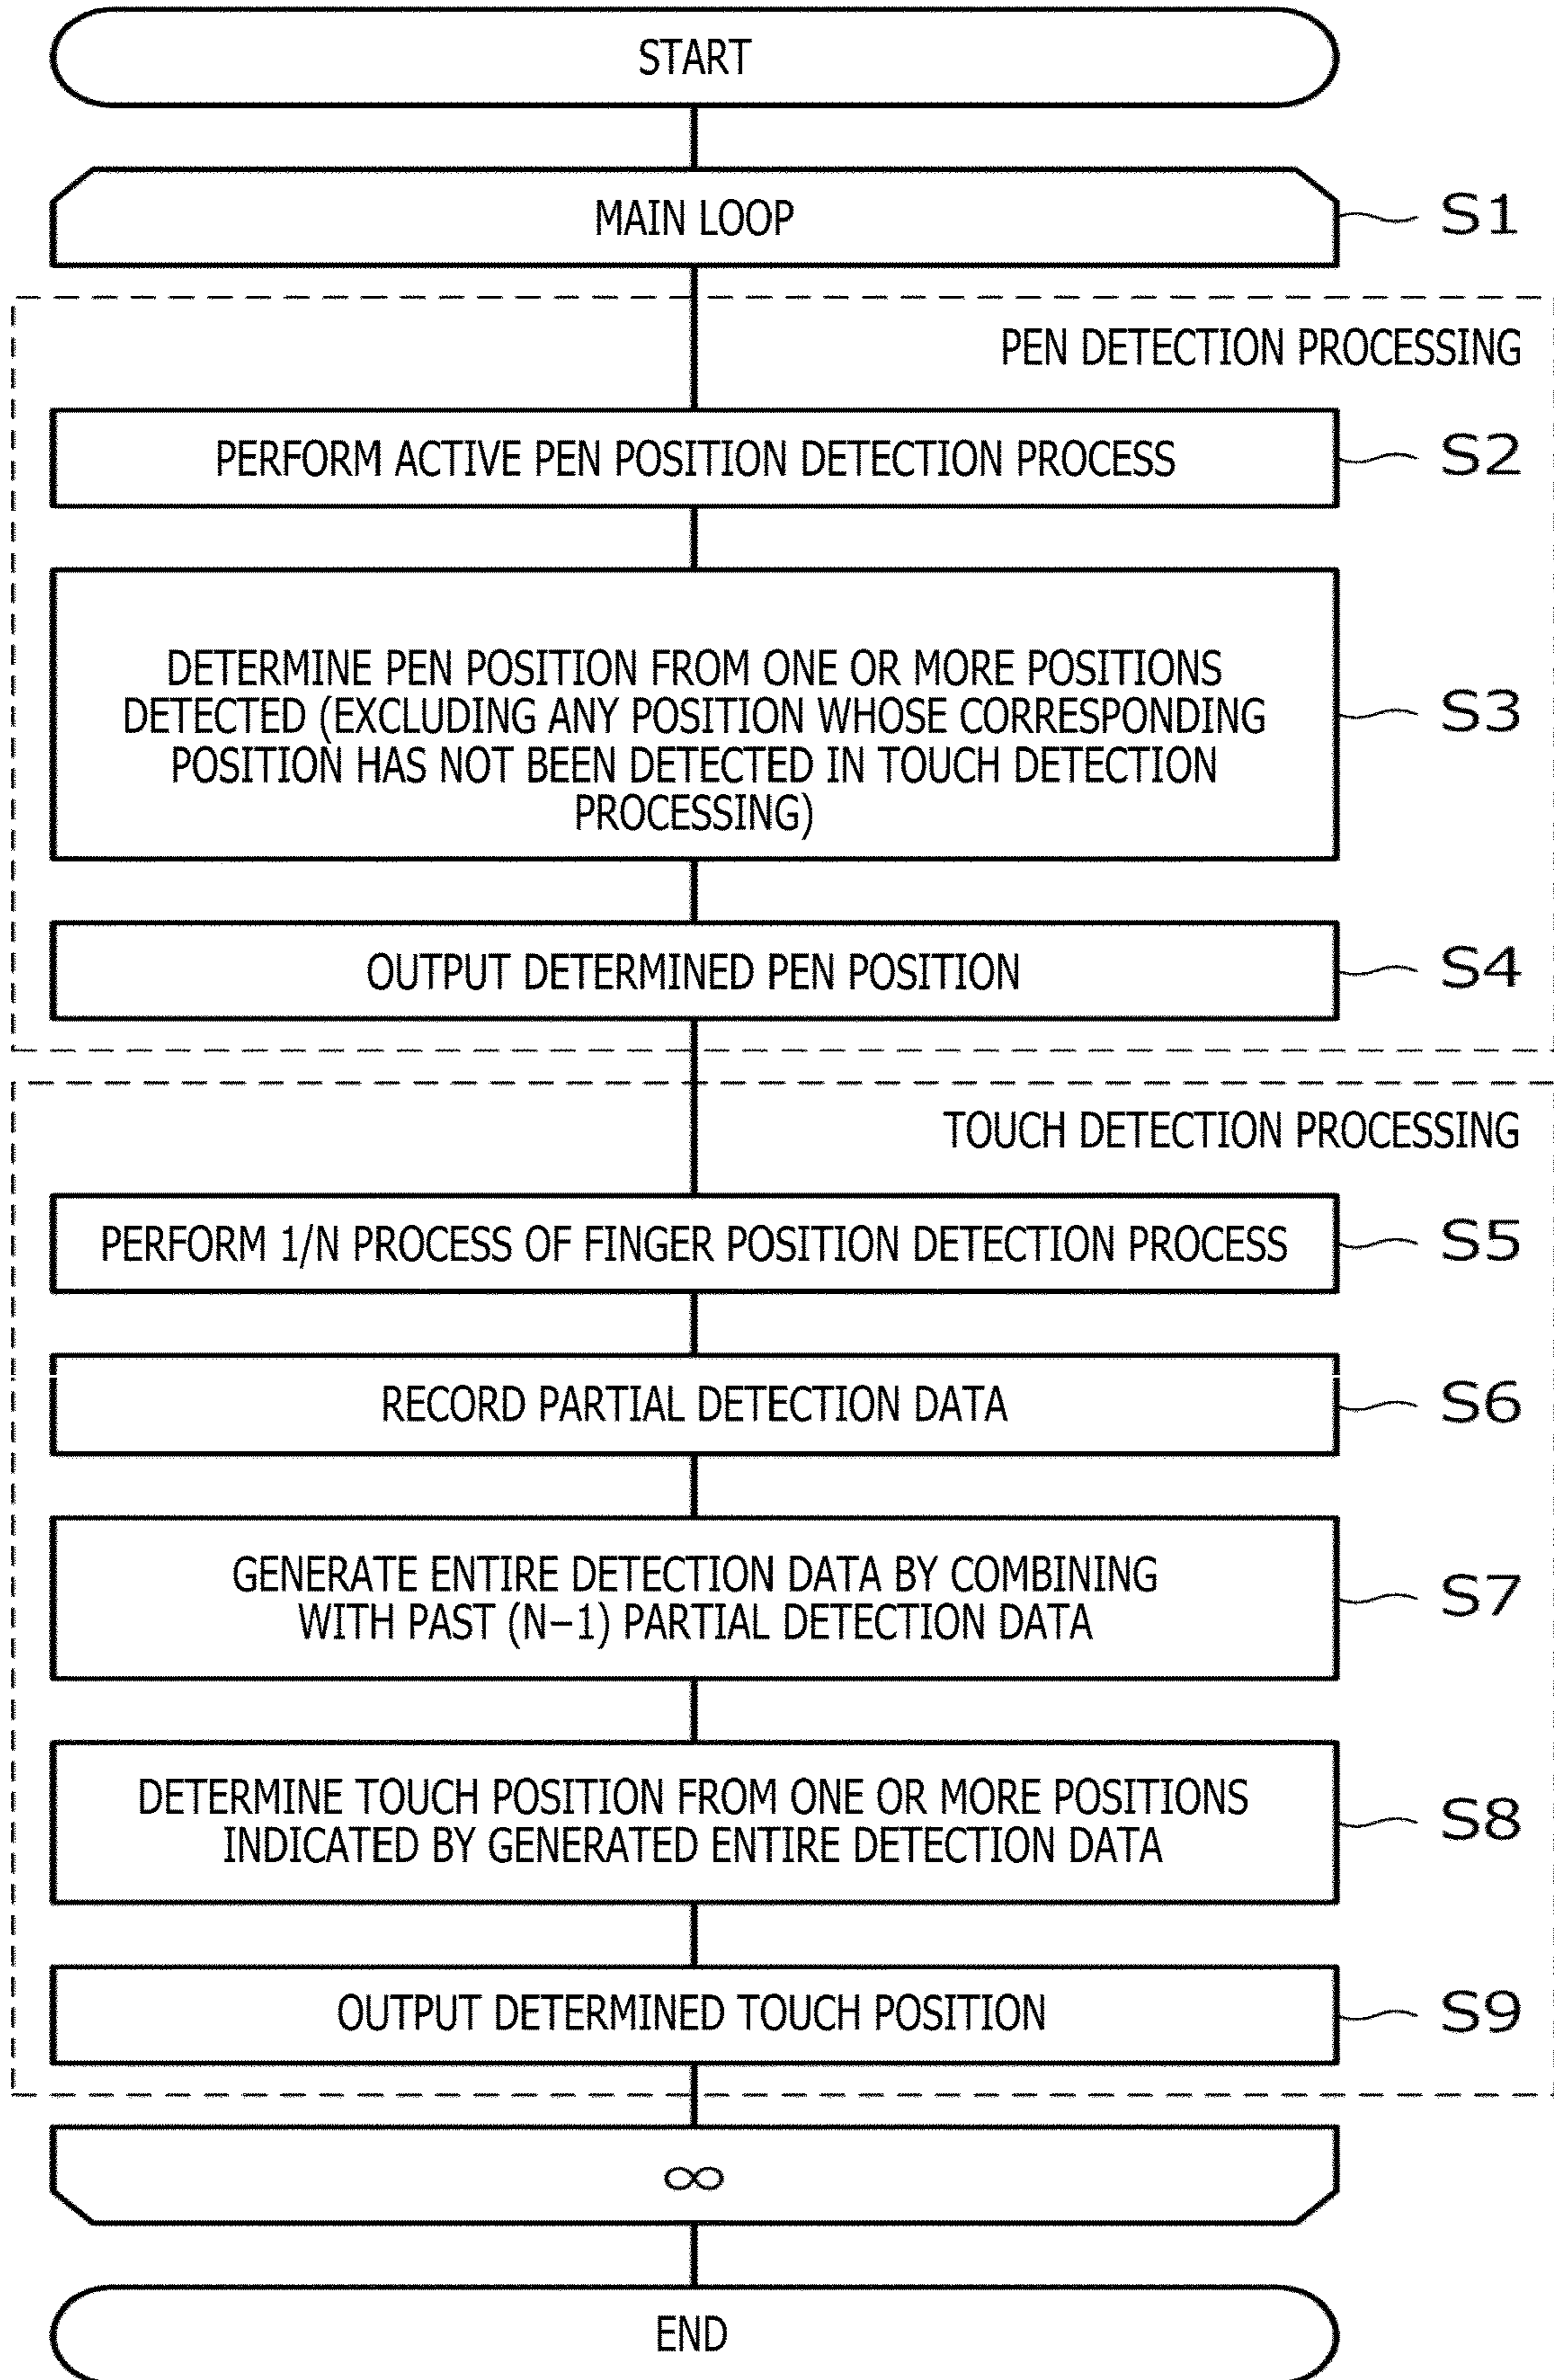 START
MAIN LOOP
S1
PEN DETECTION PROCESSING
PERFORM ACTIVE PEN POSITION DETECTION PROCESS
S2
DETERMINE PEN POSITION FROM ONE OR MORE POSITIONS
DETECTED (EXCLUDING ANY POSITION WHOSE CORRESPONDING
POSITION HAS NOT BEEN DETECTED IN TOUCH DETECTION
PROCESSING)
S3
OUTPUT DETERMINED PEN POSITION
S4
TOUCH DETECTION PROCESSING
PERFORM 1/N PROCESS OF FINGER POSITION DETECTION PROCESS
S5
RECORD PARTIAL DETECTION DATA
S6
GENERATE ENTIRE DETECTION DATA BY COMBINING
WITH PAST (N−1) PARTIAL DETECTION DATA
S7
DETERMINE TOUCH POSITION FROM ONE OR MORE POSITIONS
INDICATED BY GENERATED ENTIRE DETECTION DATA
S8
OUTPUT DETERMINED TOUCH POSITION
S9
∞
END